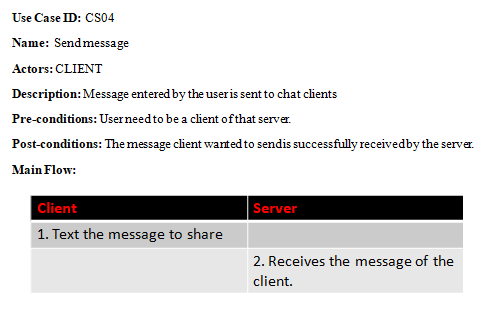 Use Case ID: CS04
Name: Sendmessage
Actors: CLIENT
Description: Message entered by the user is sent to chat clients
Pre-conditions: User need to be a client of that server.
Post-conditions: The message client wanted to send is successfully received by the server.
Main Flow:
Client Server
1. Text the message to share
2. Receives the message of the
client.